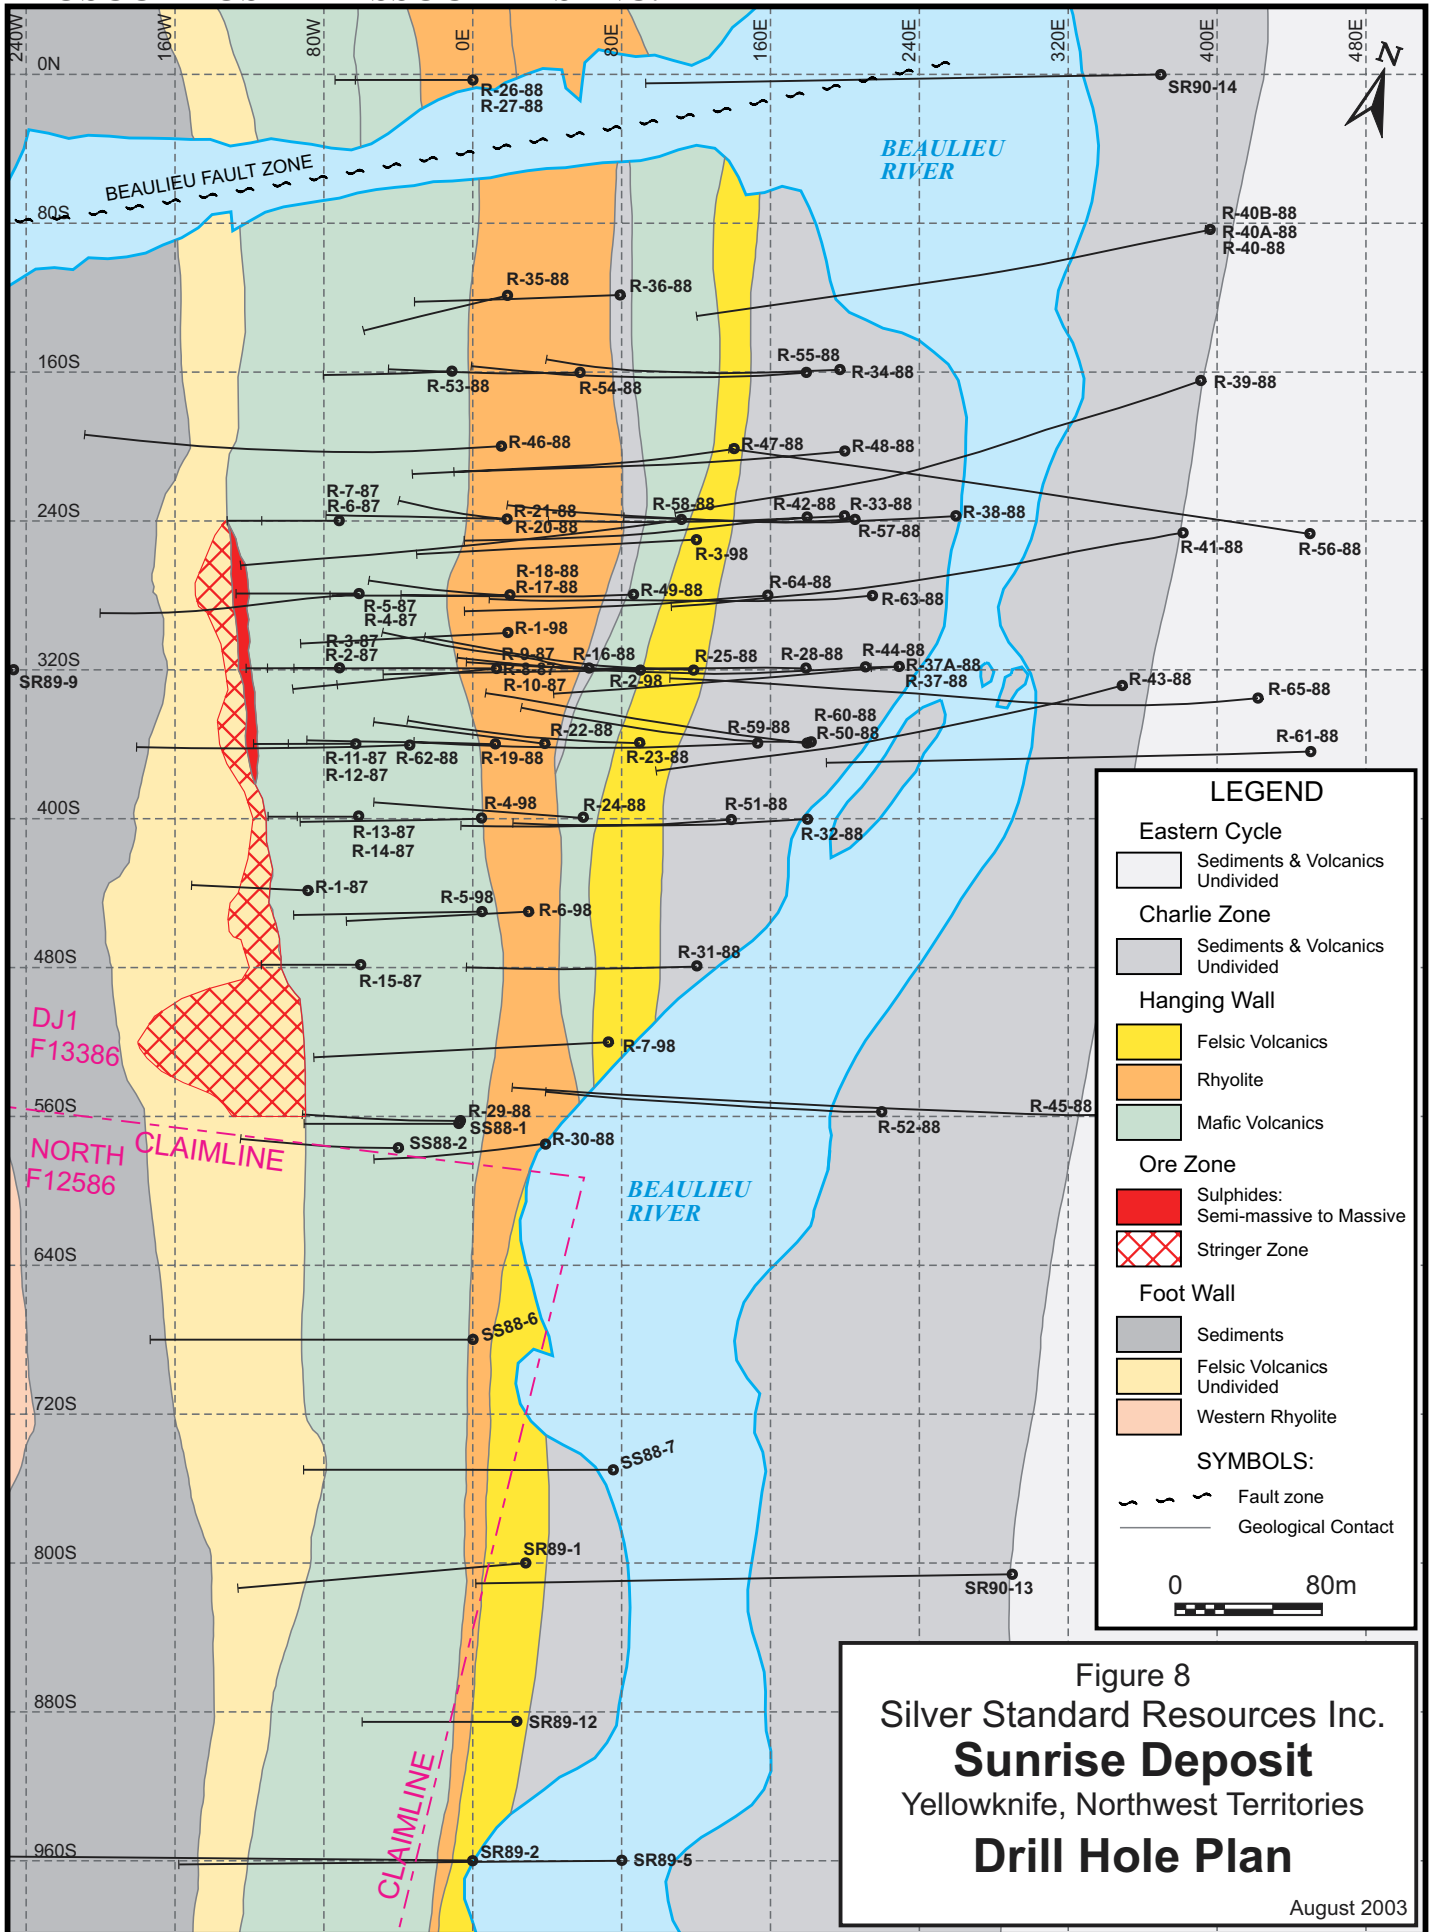 240W
160W
80W
0E
80E
160E
240E
320E
400E
480E
N
0N
R-26-88
R-27-88
SR90-14
BEAULIEU
RIVER
BEAULIEU FAULT ZONE
80S
R-40B-88
R-40A-88
R-40-88
R-35-88
R-36-88
160S
R-53-88
R-54-88
R-55-88
R-34-88
R-39-88
R-46-88
R-47-88
R-48-88
R-7-87
R-6-87
240S
R-21-88
R-20-88
R-58-88
R-42-88
R-33-88
R-57-88
R-38-88
R-3-98
R-41-88
R-56-88
R-18-88
R-17-88
R-49-88
R-64-88
R-63-88
R-5-87
R-4-87
R-1-98
R-3-87
R-2-87
320S
SR89-9
R-9-87
R-8-87
R-10-87
R-16-88
R-2-98
R-25-88
R-28-88
R-44-88
R-37A-88
R-37-88
R-43-88
R-65-88
R-11-87
R-12-87
R-62-88
R-19-88
R-22-88
R-23-88
R-59-88
R-60-88
R-50-88
R-61-88
400S
R-13-87
R-14-87
R-4-98
R-24-88
R-51-88
R-32-88
R-1-87
R-5-98
R-6-98
480S
R-15-87
R-31-88
DJ1
F13386
R-7-98
560S
R-29-88
SS88-1
SS88-2
R-30-88
R-52-88
R-45-88
CLAIMLINE
NORTH
F12586
BEAULIEU
RIVER
640S
SS88-6
720S
SS88-7
800S
SR89-1
SR90-13
880S
SR89-12
CLAIMLINE
960S
SR89-2
SR89-5
LEGEND
Eastern Cycle
Sediments & Volcanics
Undivided
Charlie Zone
Sediments & Volcanics
Undivided
Hanging Wall
Felsic Volcanics
Rhyolite
Mafic Volcanics
Ore Zone
Sulphides:
Semi-massive to Massive
Stringer Zone
Foot Wall
Sediments
Felsic Volcanics
Undivided
Western Rhyolite
SYMBOLS:
Fault zone
Geological Contact
0 80m
Figure 8
Silver Standard Resources Inc.
Sunrise Deposit
Yellowknife, Northwest Territories
Drill Hole Plan
August 2003